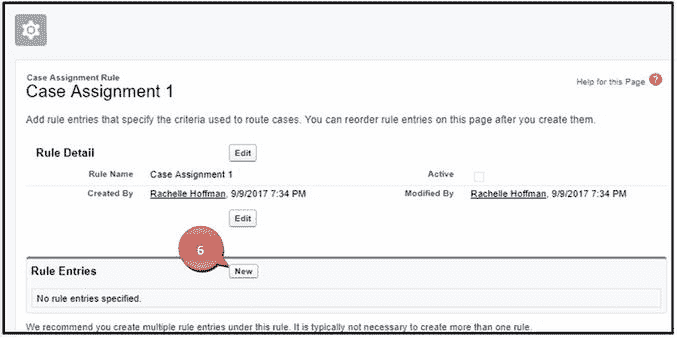 Case Assignment Rule
Case Assignment 1
Help for this Page ?
Add rule entries that specify the criteria used to route cases. You can reorder rule entries on this page after you create them.
Rule Detail Edit
Rule Name Case Assignment 1 Active
Created By Rachelle Hoffman, 9/9/2017 7:34 PM Modified By Rachelle Hoffman, 9/9/2017 7:34 PM
Edit
6
Rule Entries New
No rule entries specified.
We recommend you create multiple rule entries under this rule. It is typically not necessary to create more than one rule.